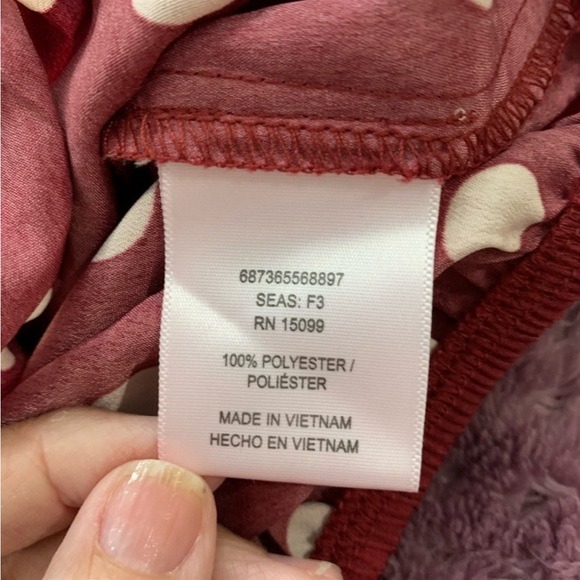 687365568897
SEAS: F3
RN 15099
100% POLYESTER /
POLIÉSTER
MADE IN VIETNAM
HECHO EN VIETNAM